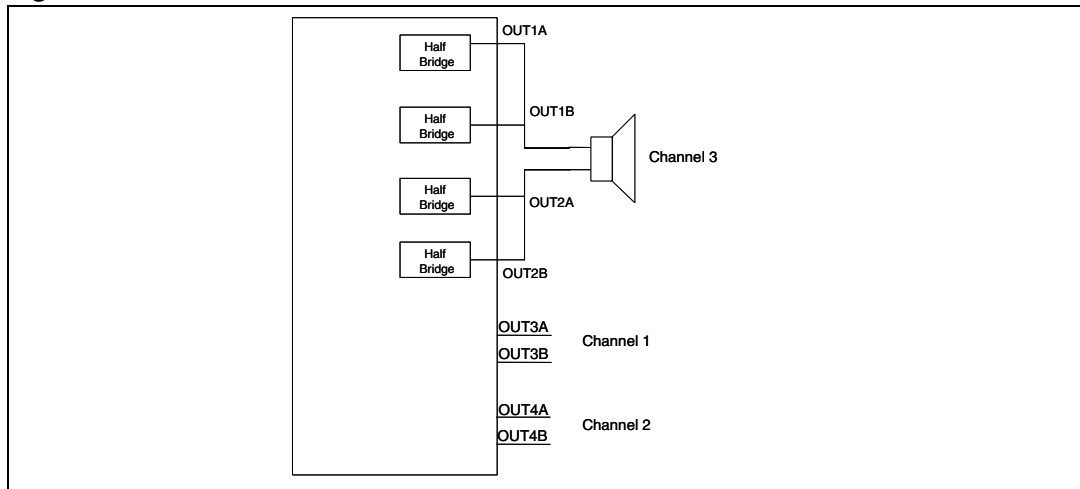 OUT1A
Half
Bridge
OUT1B
Half
Bridge
Channel 3
Half
Bridge
OUT2A
Half
Bridge
OUT2B
OUT3A
Channel 1
OUT3B
OUT4A
Channel 2
OUT4B